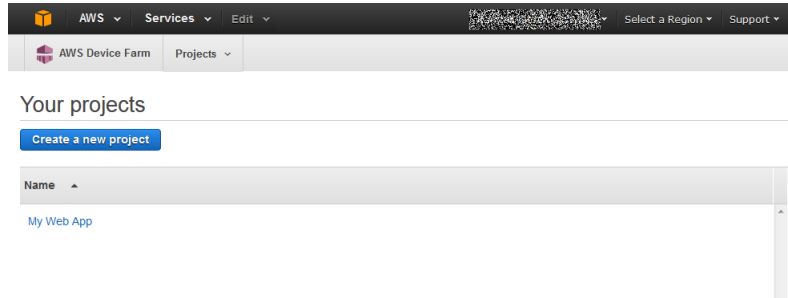 AWS Services Edit Select a Region Support
AWS Device Farm Projects
Your projects
Create a new project
Name
My Web App